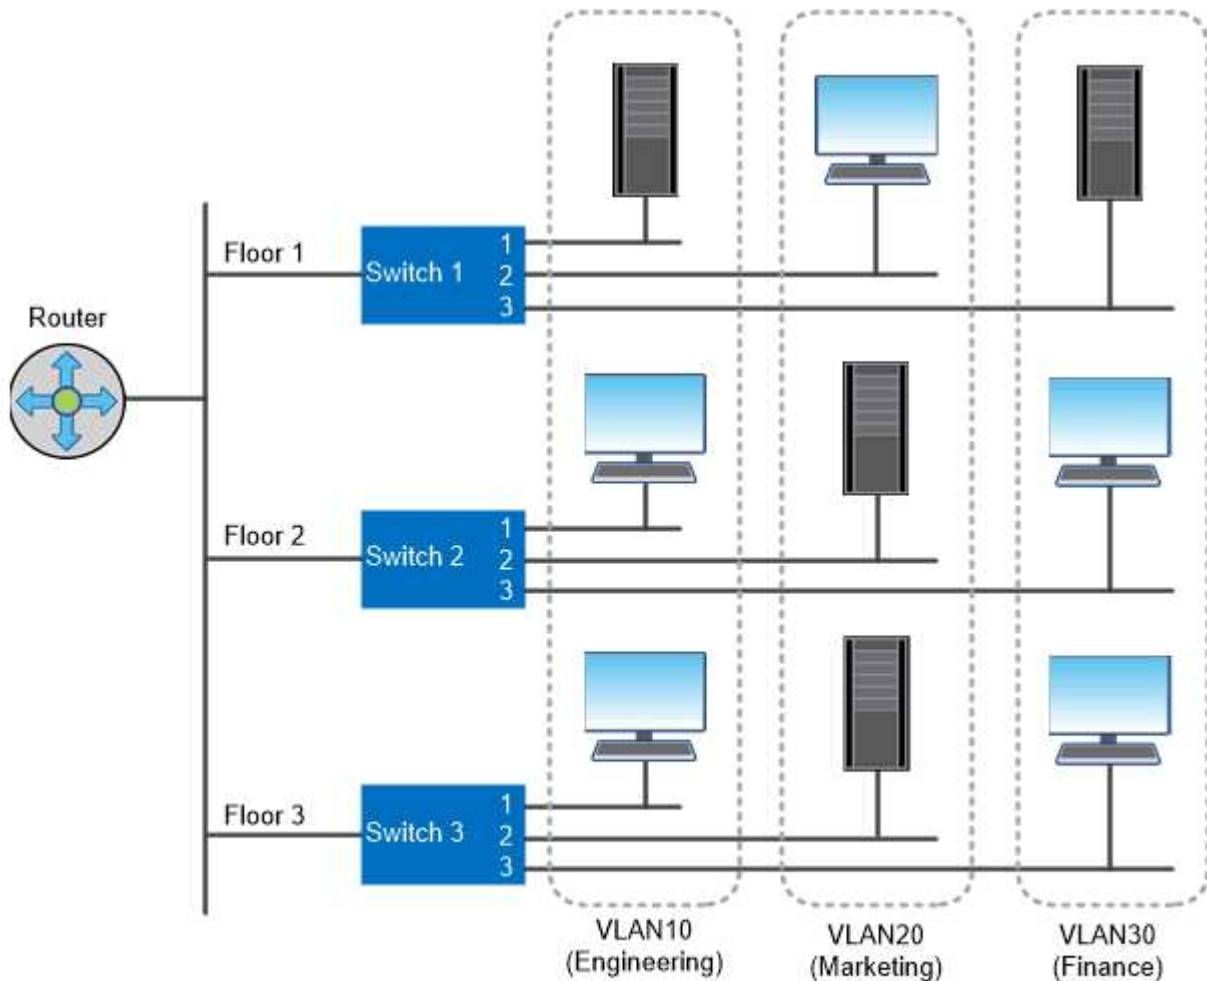 Router
Floor 1
Switch 1
1
2
3
Floor 2
Switch 2
1
2
3
Floor 3
Switch 3
1
2
3
VLAN10
(Engineering)
VLAN20
(Marketing)
VLAN30
(Finance)